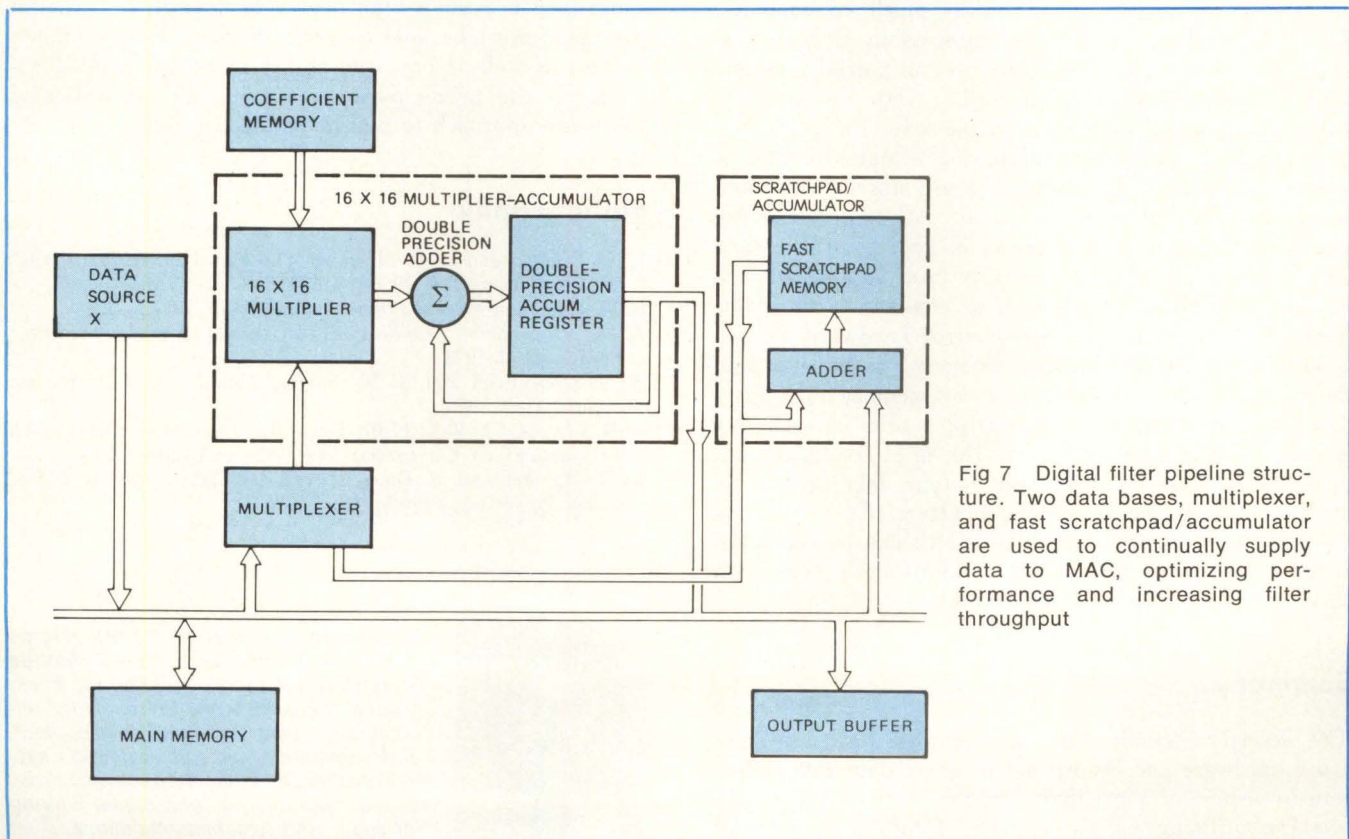 COEFFICIENT
MEMORY
16 X 16 MULTIPLIER-ACCUMULATOR
SCRATCHPAD/
ACCUMULATOR
DOUBLE
PRECISION
ADDER
DATA
SOURCE
X
16 X 16
MULTIPLIER
Σ
DOUBLE-
PRECISION
ACCUM
REGISTER
FAST
SCRATCHPAD
MEMORY
ADDER
MULTIPLEXER
MAIN MEMORY
OUTPUT BUFFER
Fig 7 Digital filter pipeline struc-
ture. Two data bases, multiplexer,
and fast scratchpad/accumulator
are used to continually supply
data to MAC, optimizing per-
formance and increasing filter
throughput